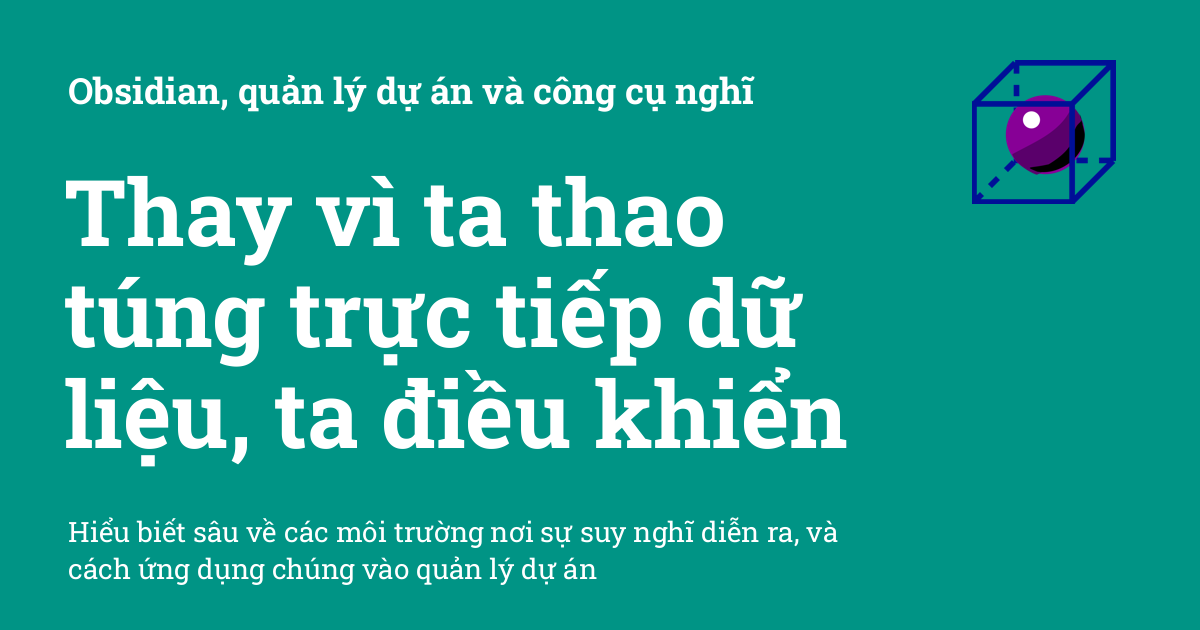 Obsidian, quản lý dự án và công cụ nghĩ
Thay vì ta thao
túng trực tiếp dữ
liệu, ta điều khiển
Hiểu biết sâu về các môi trường nơi sự suy nghĩ diễn ra, và
cách ứng dụng chúng vào quản lý dự án